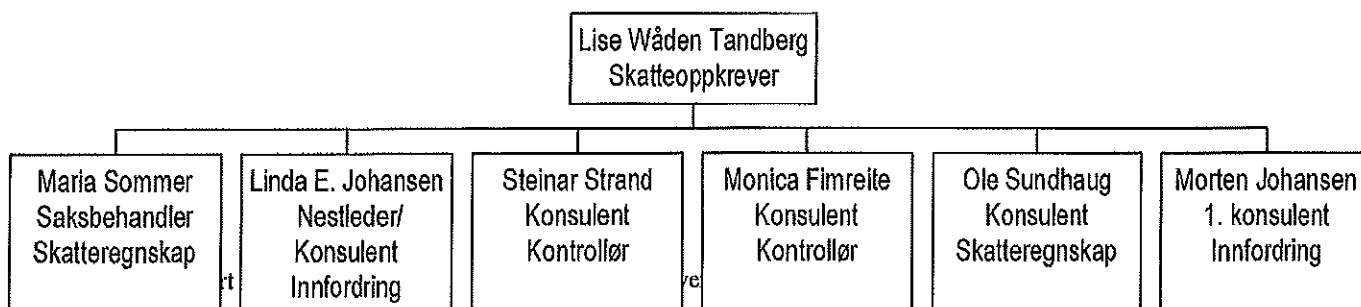 Lise Wåden Tandberg
Skatteoppkrever
Maria Sommer
Saksbehandler
Skatteregnskap
Linda E. Johansen
Nestleder/
Konsulent
Innfordring
Steinar Strand
Konsulent
Kontrollør
Monica Fimreite
Konsulent
Kontrollør
Ole Sundhaug
Konsulent
Skatteregnskap
Morten Johansen
1. konsulent
Innfordring